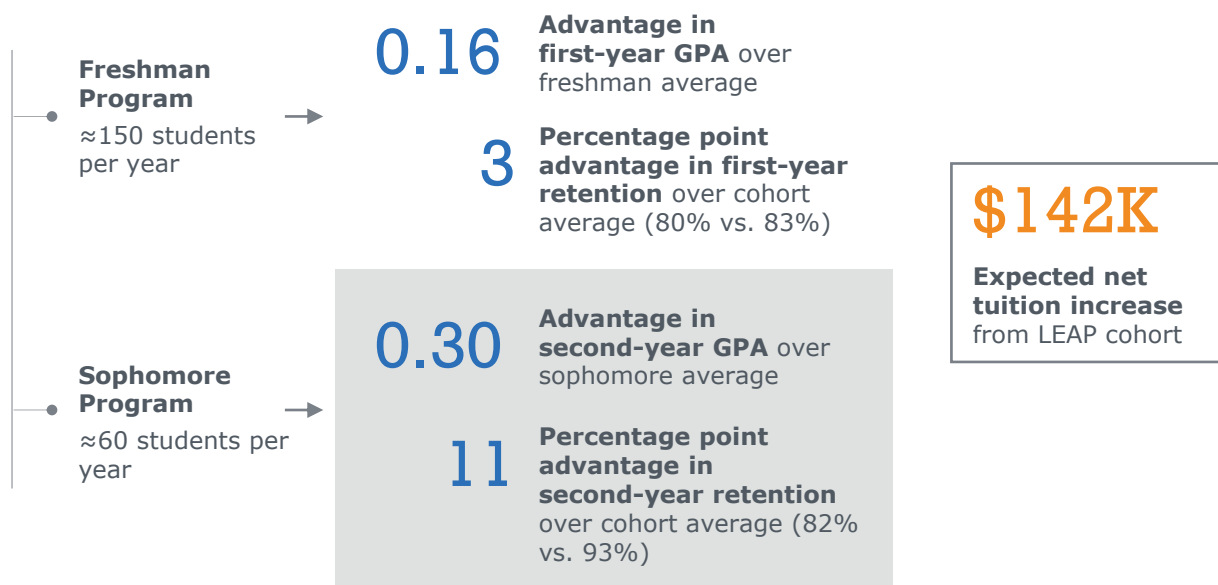 Freshman
Program
≈150 students
per year
0.16
Advantage in
first-year GPA over
freshman average
3
Percentage point
advantage in first-year
retention over cohort
average (80% vs. 83%)
Sophomore
Program
≈60 students per
year
0.30
Advantage in
second-year GPA over
sophomore average
11
Percentage point
advantage in
second-year retention
over cohort average (82%
vs. 93%)
$142K
Expected net
tuition increase
from LEAP cohort